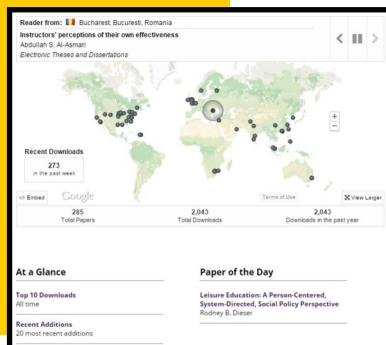 Reader from: Bucharest, Bucuresti, Romania
Instructors' perceptions of their own effectiveness
Abdullah S. Al-Asmari
Electronic Theses and Dissertations
+
−
Recent Downloads
273
in the past week
</> Embed
Google
Terms of Use
View Larger
285
Total Papers
2,043
Total Downloads
2,043
Downloads in the past year
At a Glance
Top 10 Downloads
All time
Recent Additions
20 most recent additions
Paper of the Day
Leisure Education: A Person-Centered,
System-Directed, Social Policy Perspective
Rodney B. Dieser